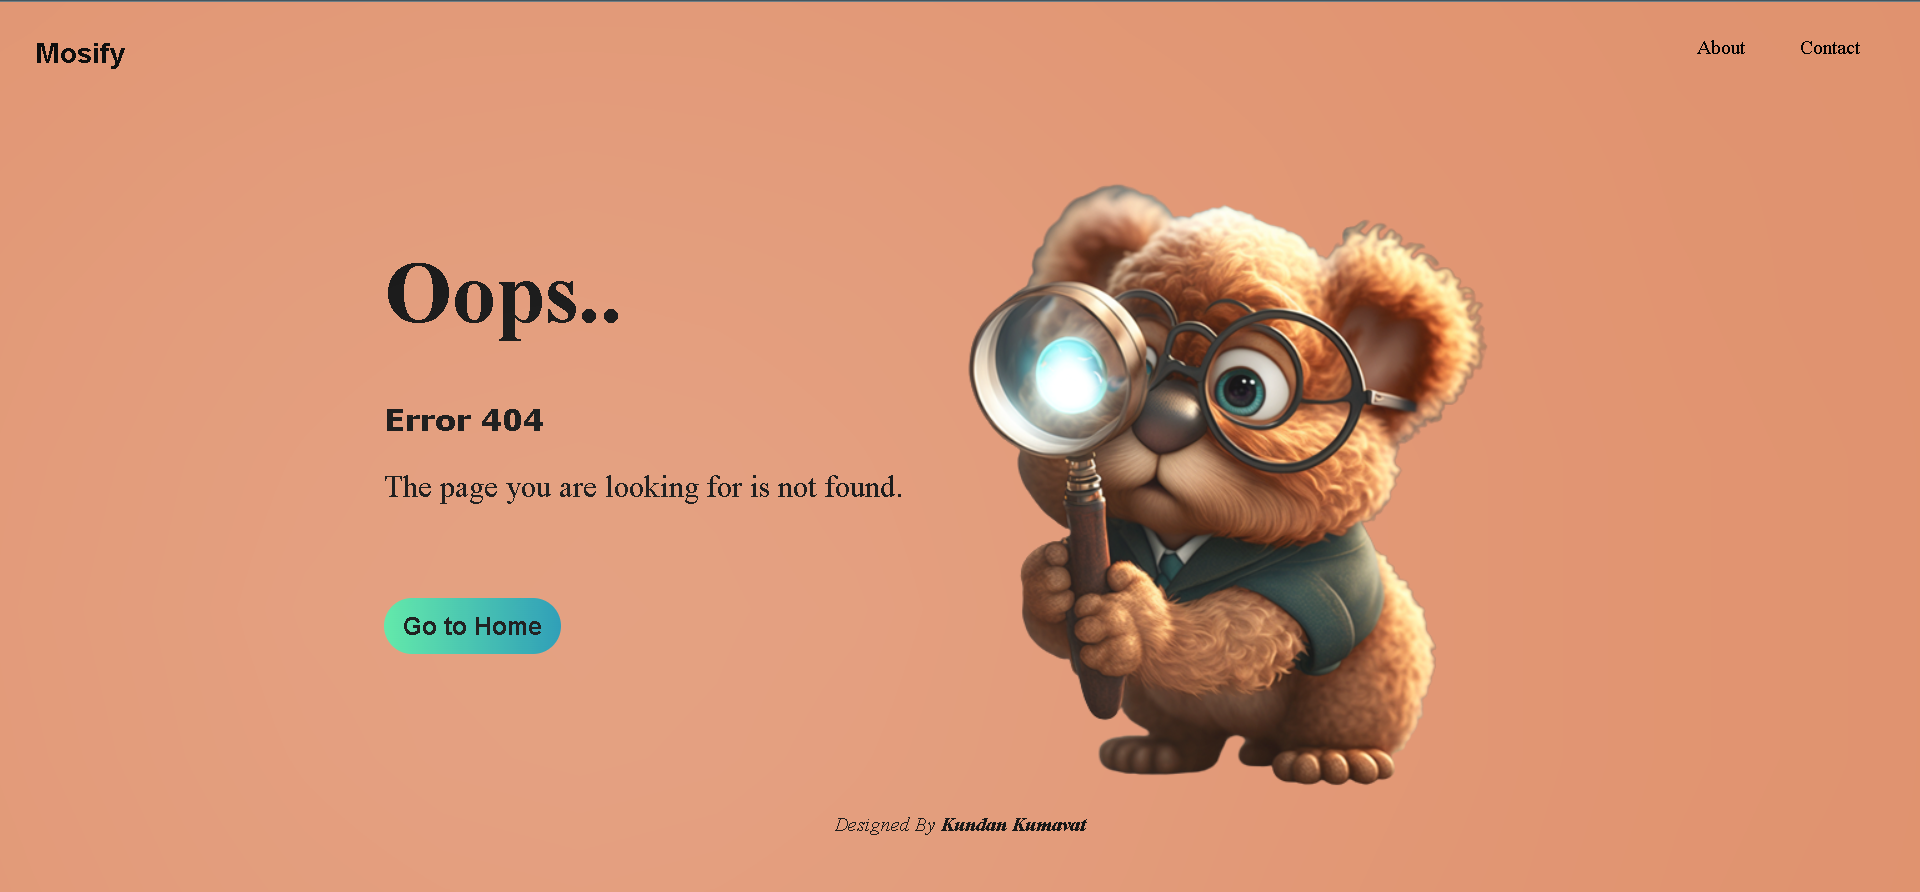 Mosify
About
Contact
Oops..
Error 404
The page you are looking for is not found.
Go to Home
Designed By Kundan Kumavat